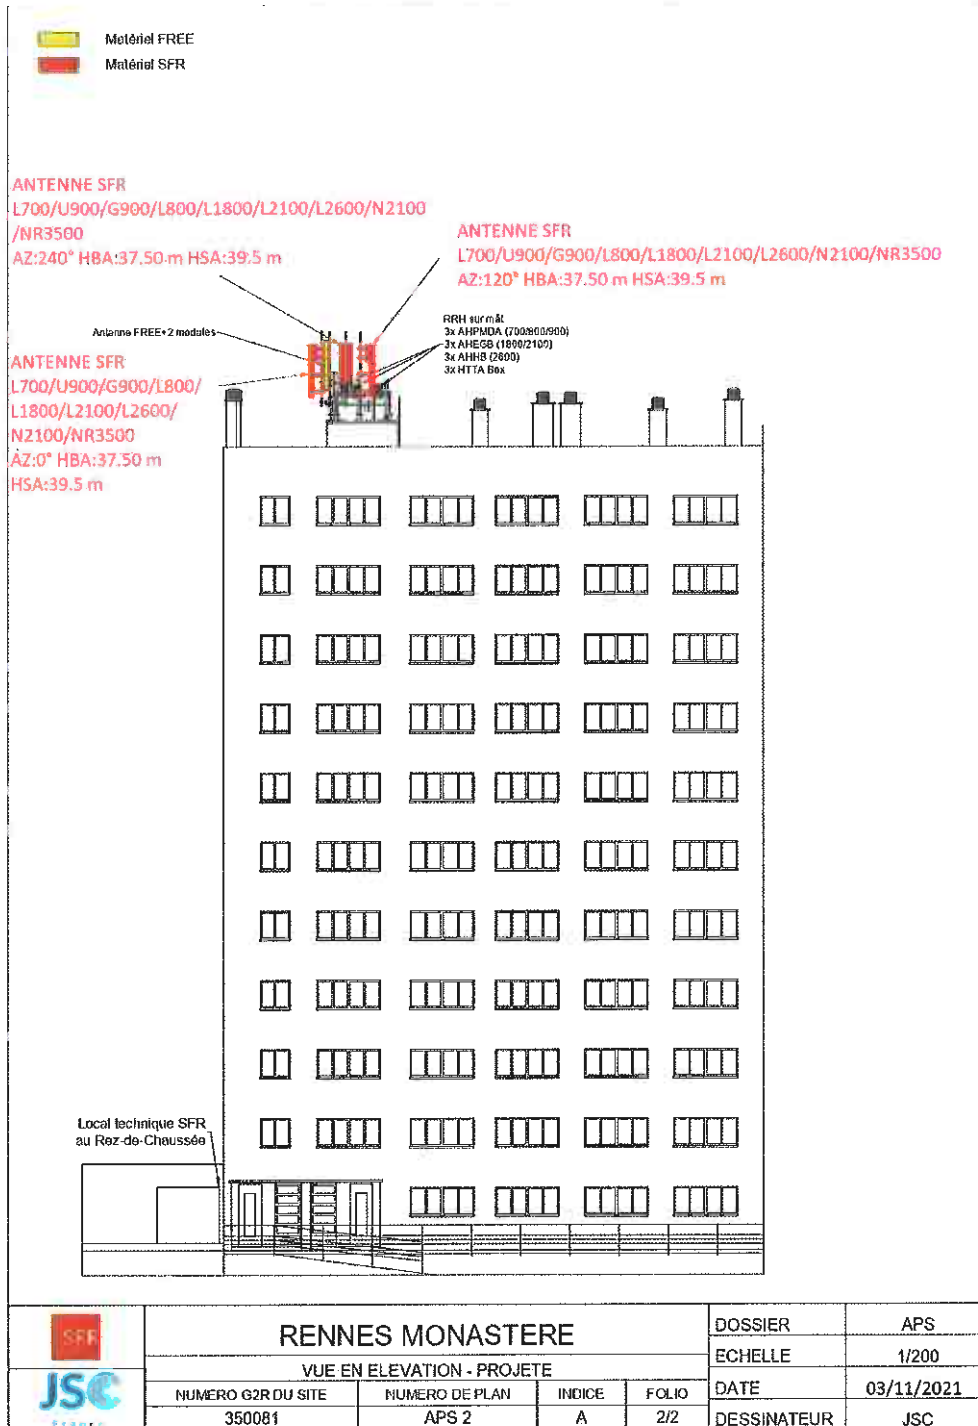 Matériel FREE
Matériel SFR
ANTENNE SFR
L700/U900/G900/L800/L1800/L2100/L2600/N2100
/NR3500
AZ:240° HBA:37.50 m HSA:39.5 m
ANTENNE SFR
L700/U900/G900/L800/L1800/L2100/L2600/N2100/NR3500
AZ:120° HBA:37.50 m HSA:39.5 m
Antenne FREE+2 modules
RRH sur mât
3x AHPMDA (700/800/900)
3x AHEGB (1800/2100)
3x AHHB (2600)
3x HTTA Box
ANTENNE SFR
L700/U900/G900/L800/
L1800/L2100/L2600/
N2100/NR3500
AZ:0° HBA:37.50 m
HSA:39.5 m
Local technique SFR
au Rez-de-Chaussée
SFR
JSC
France
RENNES MONASTERE
VUE EN ELEVATION - PROJETE
NUMERO G2R DU SITE NUMERO DE PLAN INDICE FOLIO
350081 APS 2 A 2/2
DOSSIER APS
ECHELLE 1/200
DATE 03/11/2021
DESSINATEUR JSC